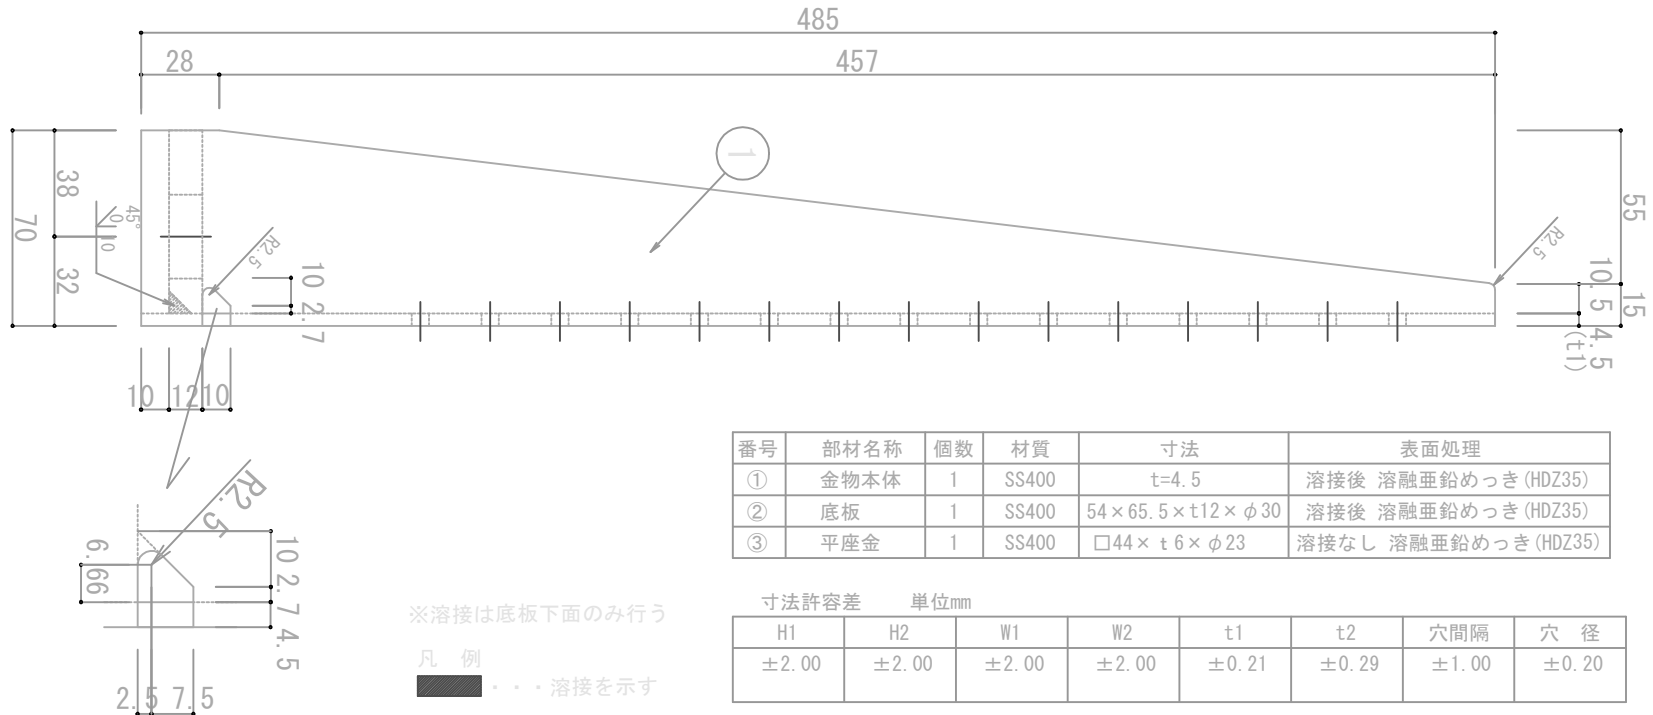 485
28
457
38
70
32
45°
0
10
R2.5
10
2.7
①
R2.5
55
10.5
15
4.5
(t1)
10
12
10
R2.5
6.66
10
2.7
4.5
2.5
7.5
番号 部材名称 個数 材質 寸法 表面処理
① 金物本体 1 SS400 t=4.5 溶接後 溶融亜鉛めっき(HDZ35)
② 底板 1 SS400 54×65.5×t12×φ30 溶接後 溶融亜鉛めっき(HDZ35)
③ 平座金 1 SS400 □44×t6×φ23 溶接なし 溶融亜鉛めっき(HDZ35)
※溶接は底板下面のみ行う
凡 例
・・・溶接を示す
寸法許容差 単位mm
H1 H2 W1 W2 t1 t2 穴間隔 穴 径
±2.00 ±2.00 ±2.00 ±2.00 ±0.21 ±0.29 ±1.00 ±0.20